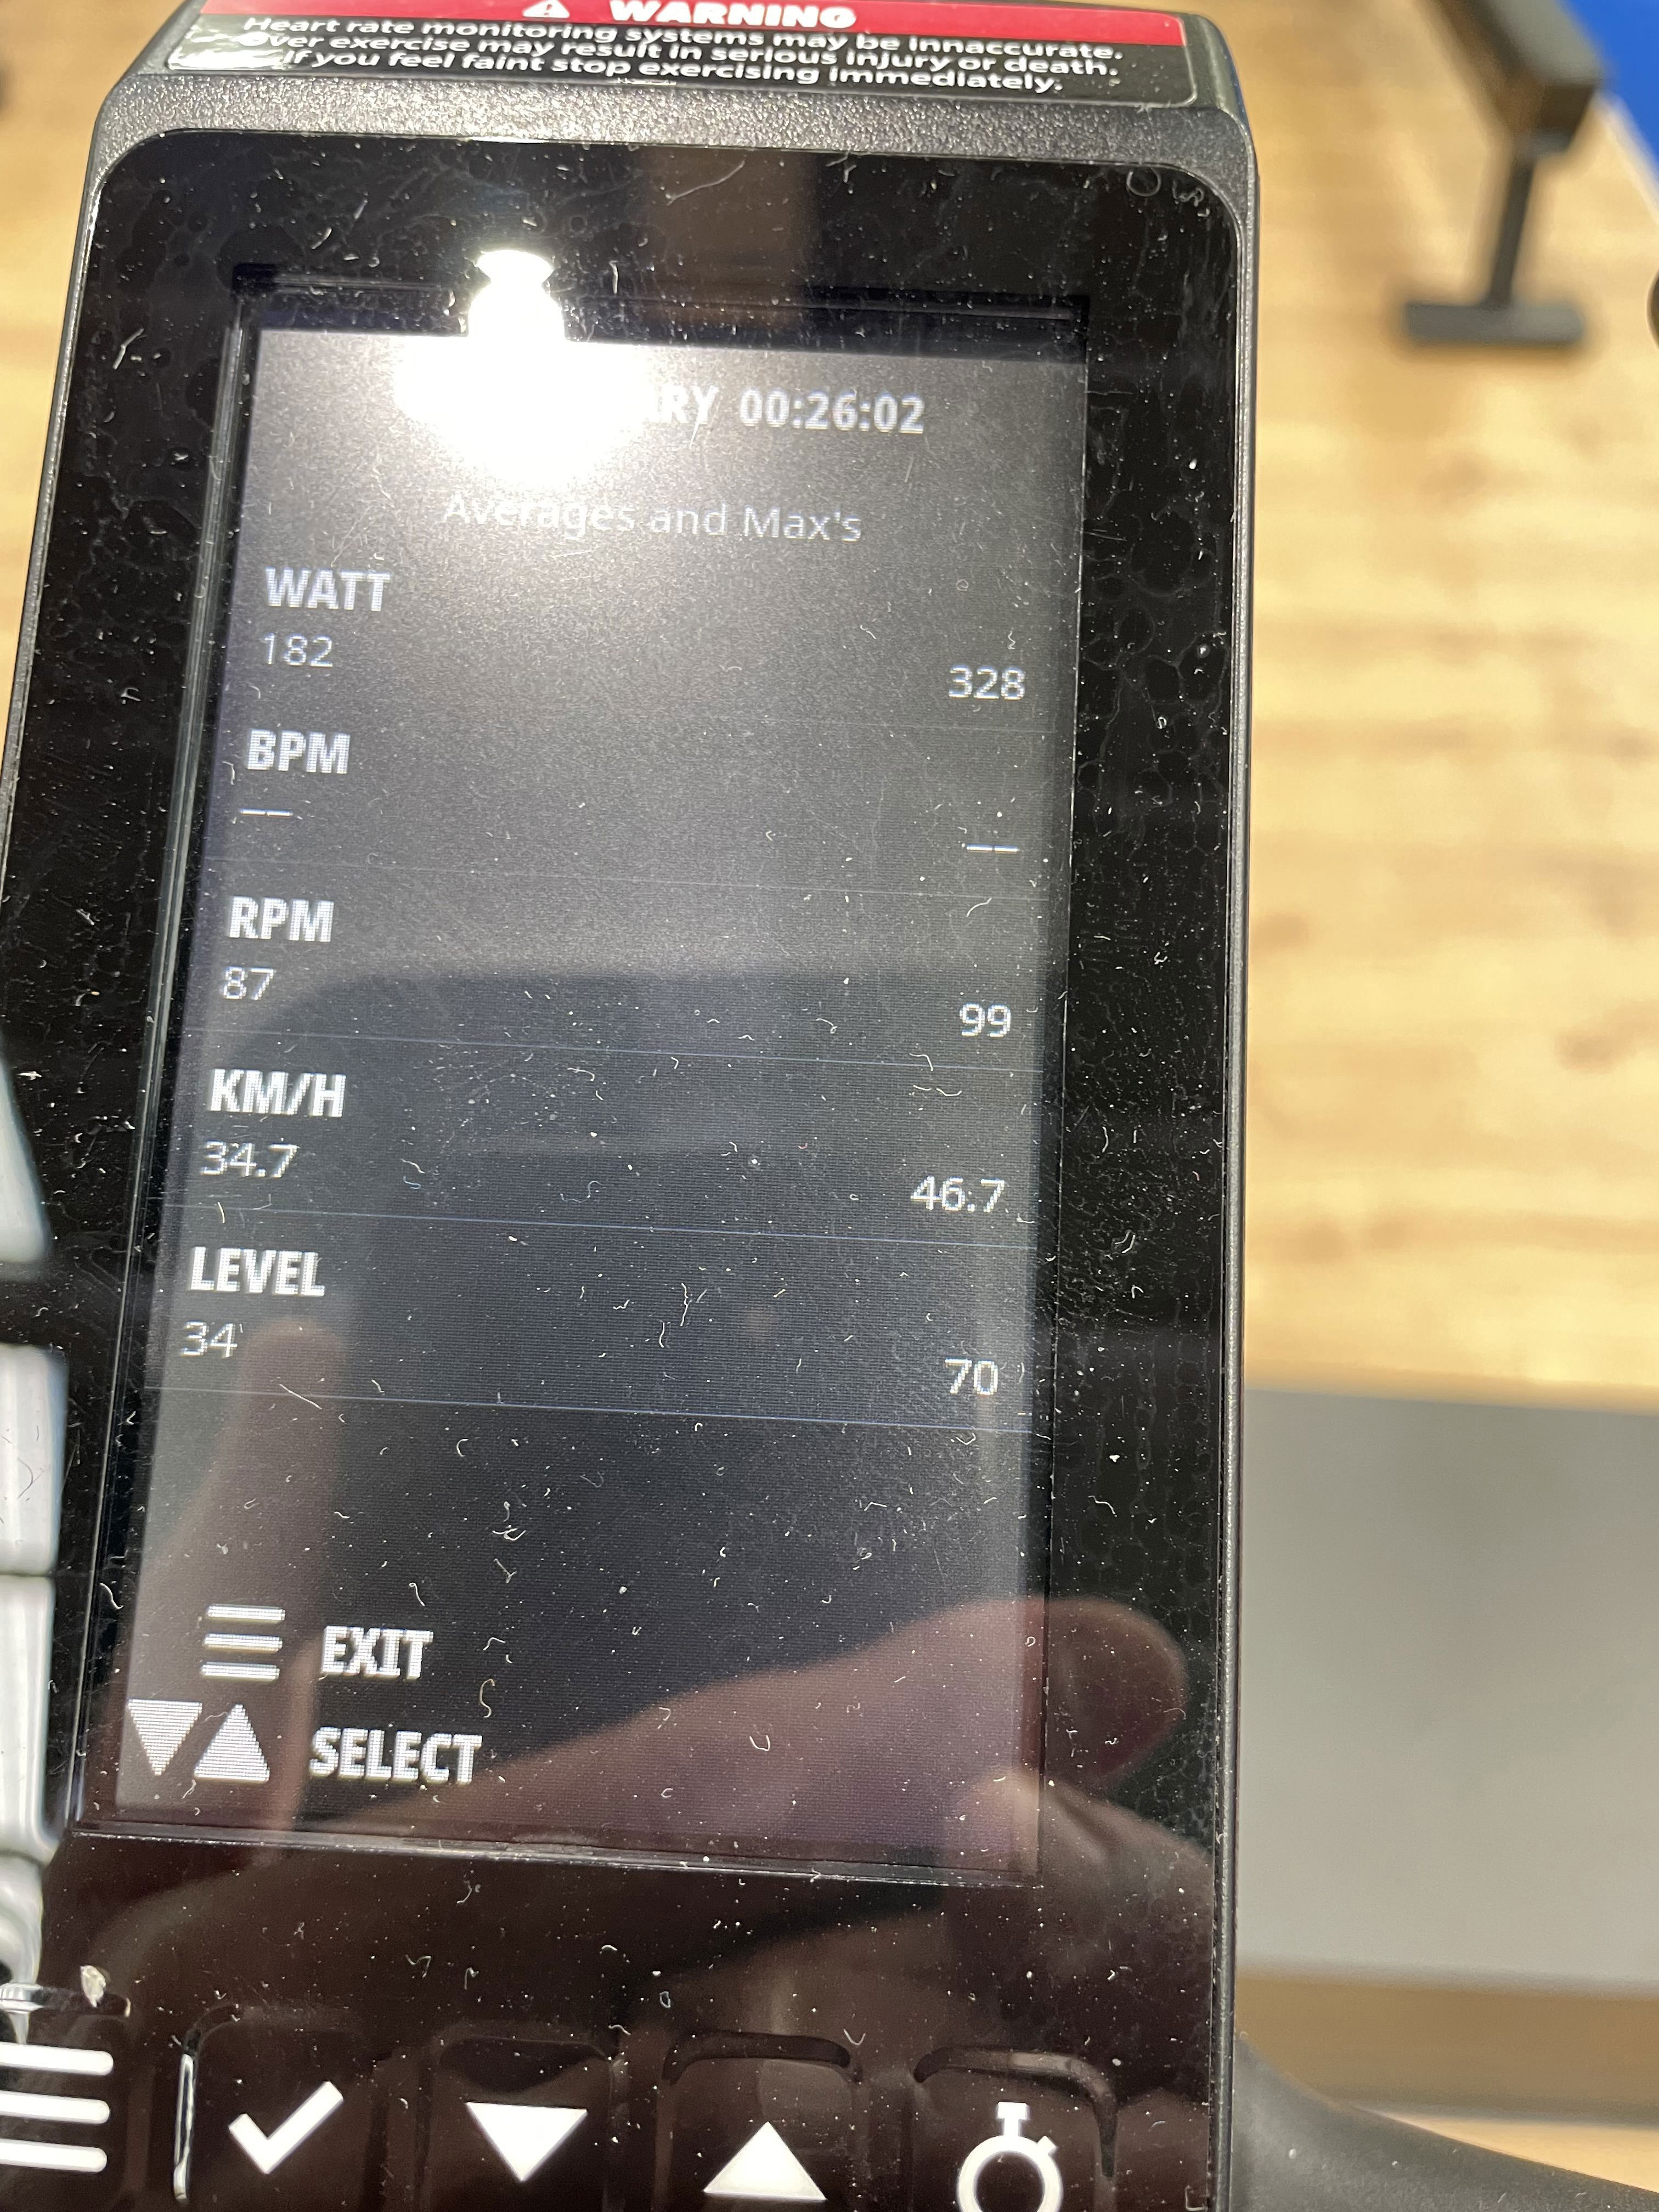 WARNING
Heart rate monitoring systems may be innaccurate.
Over exercise may result in serious injury or death.
If you feel faint stop exercising immediately.
00:26:02
Averages and Max's
WATT
182
328
BPM
--
--
RPM
87
99
KM/H
34.7
46.7
LEVEL
34
70
EXIT
SELECT